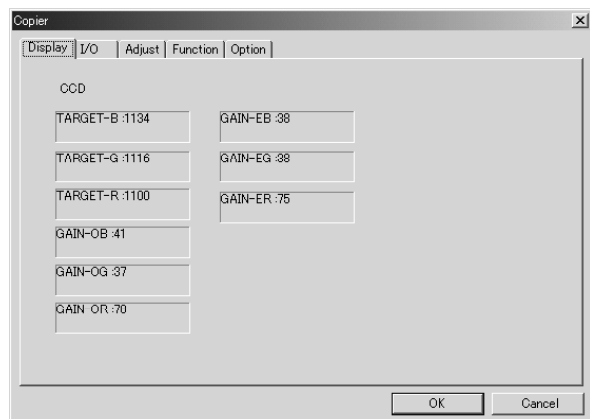 Copier
Display I/O Adjust Function Option
CCD
TARGET-B :1134
GAIN-EB :38
TARGET-G :1116
GAIN-EG :38
TARGET-R :1100
GAIN-ER :75
GAIN-OB :41
GAIN-OG :37
GAIN-OR :70
OK Cancel